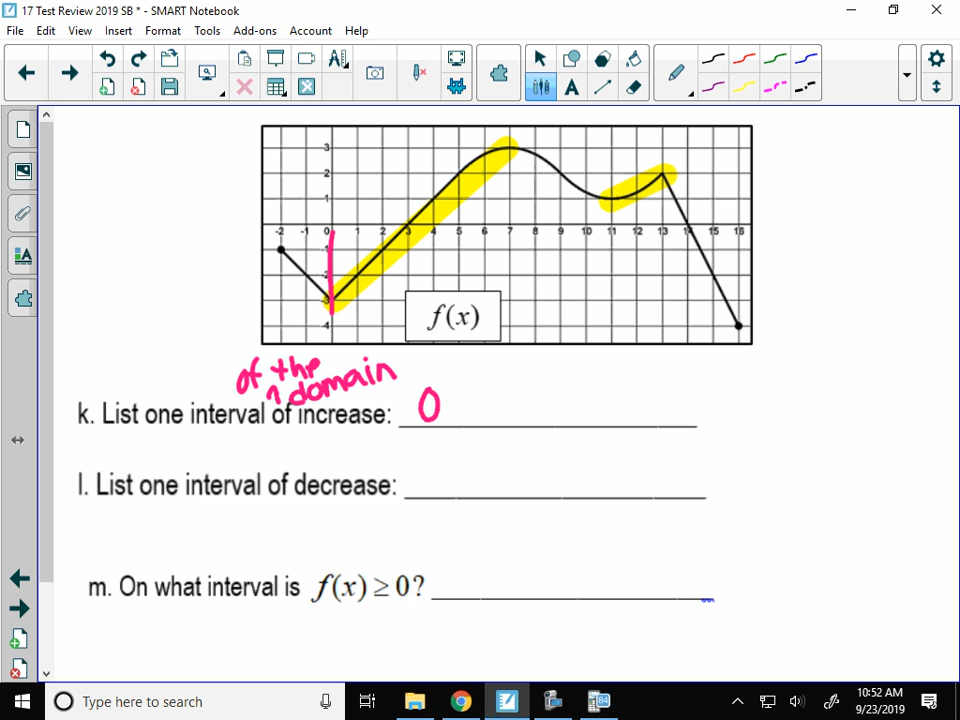 17 Test Review 2019 SB * - SMART Notebook
File Edit View Insert Format Tools Add-ons Account Help
3
2
1
-2 -1 0 1 2 3 4 5 6 7 8 9 10 11 12 13 14 15 16
-1
-2
-3
-4
f(x)
of the
domain
k. List one interval of increase: 0
l. List one interval of decrease:
m. On what interval is f(x) ≥ 0?
Type here to search
10:52 AM
9/23/2019